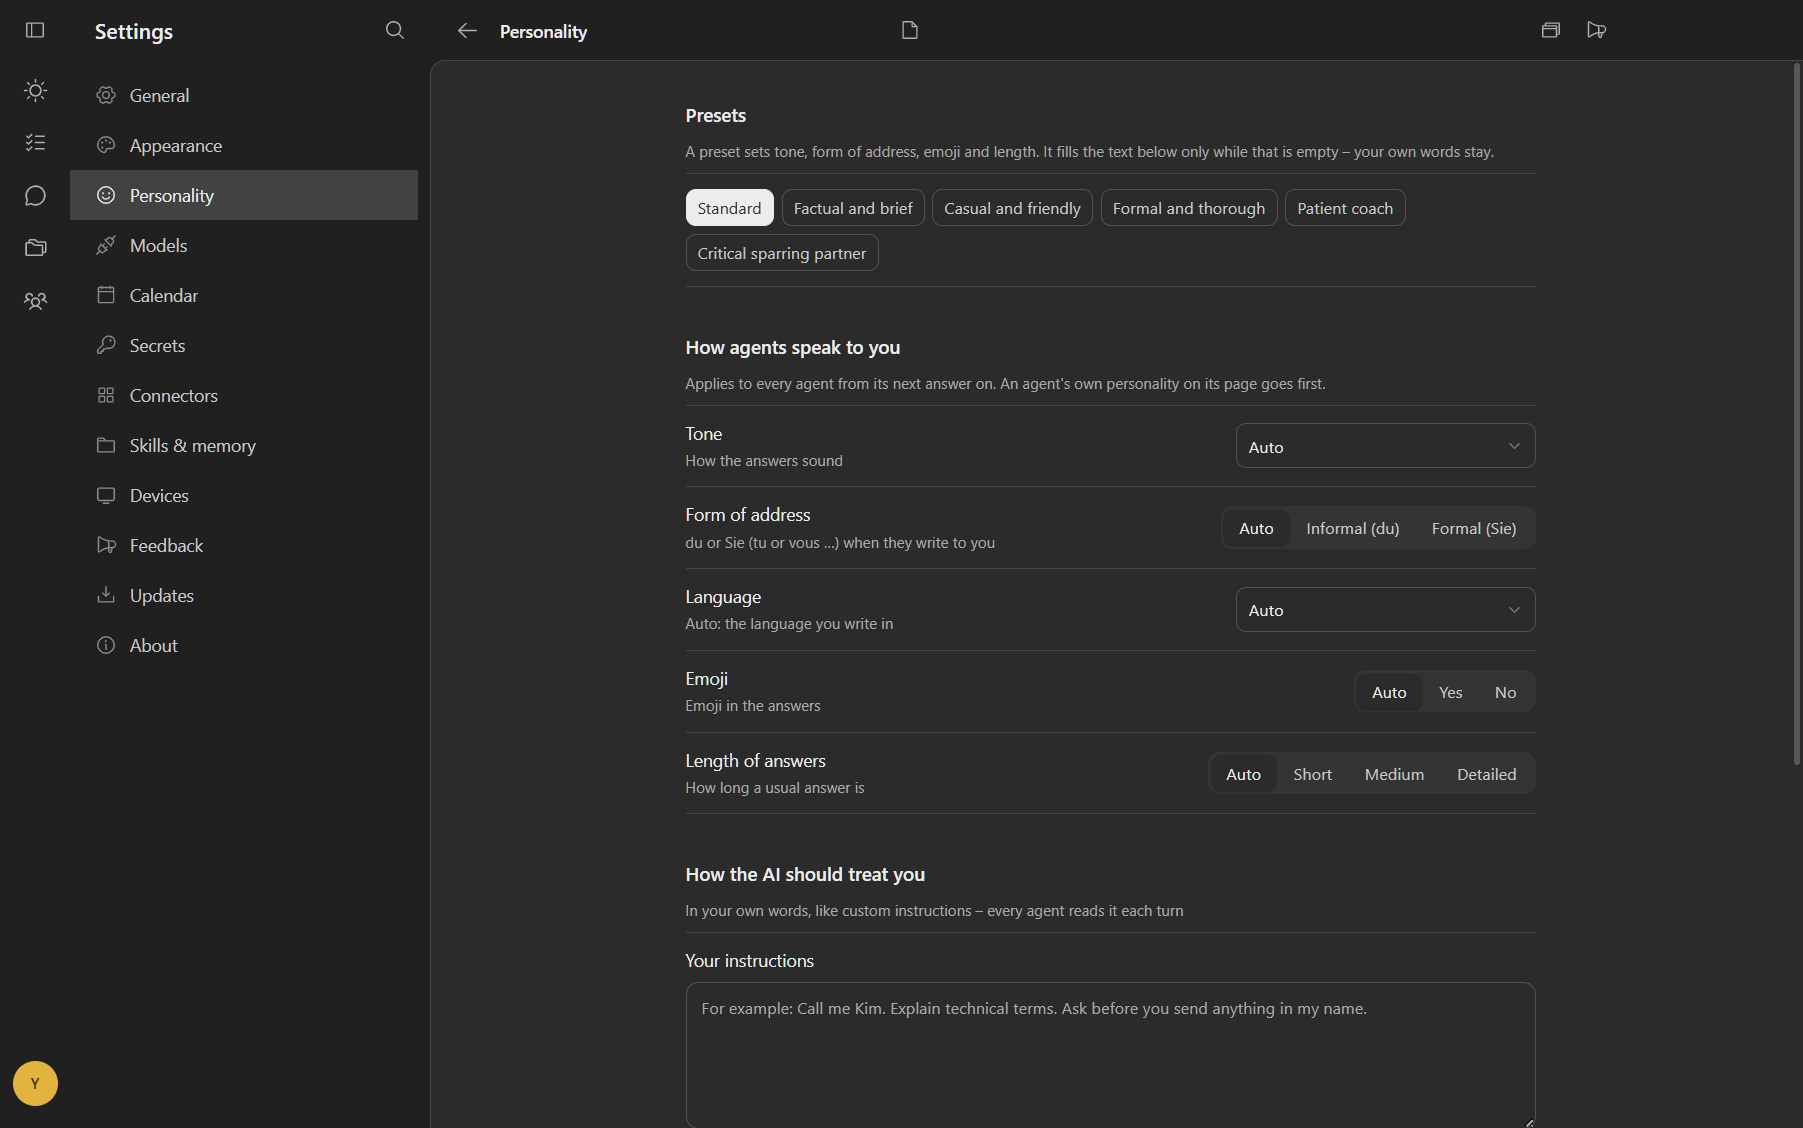 Settings
General
Appearance
Personality
Models
Calendar
Secrets
Connectors
Skills & memory
Devices
Feedback
Updates
About
Y
Personality
Presets
A preset sets tone, form of address, emoji and length. It fills the text below only while that is empty – your own words stay.
Standard
Factual and brief
Casual and friendly
Formal and thorough
Patient coach
Critical sparring partner
How agents speak to you
Applies to every agent from its next answer on. An agent's own personality on its page goes first.
Tone
How the answers sound
Auto
Form of address
du or Sie (tu or vous ...) when they write to you
Auto
Informal (du)
Formal (Sie)
Language
Auto: the language you write in
Auto
Emoji
Emoji in the answers
Auto
Yes
No
Length of answers
How long a usual answer is
Auto
Short
Medium
Detailed
How the AI should treat you
In your own words, like custom instructions – every agent reads it each turn
Your instructions
For example: Call me Kim. Explain technical terms. Ask before you send anything in my name.